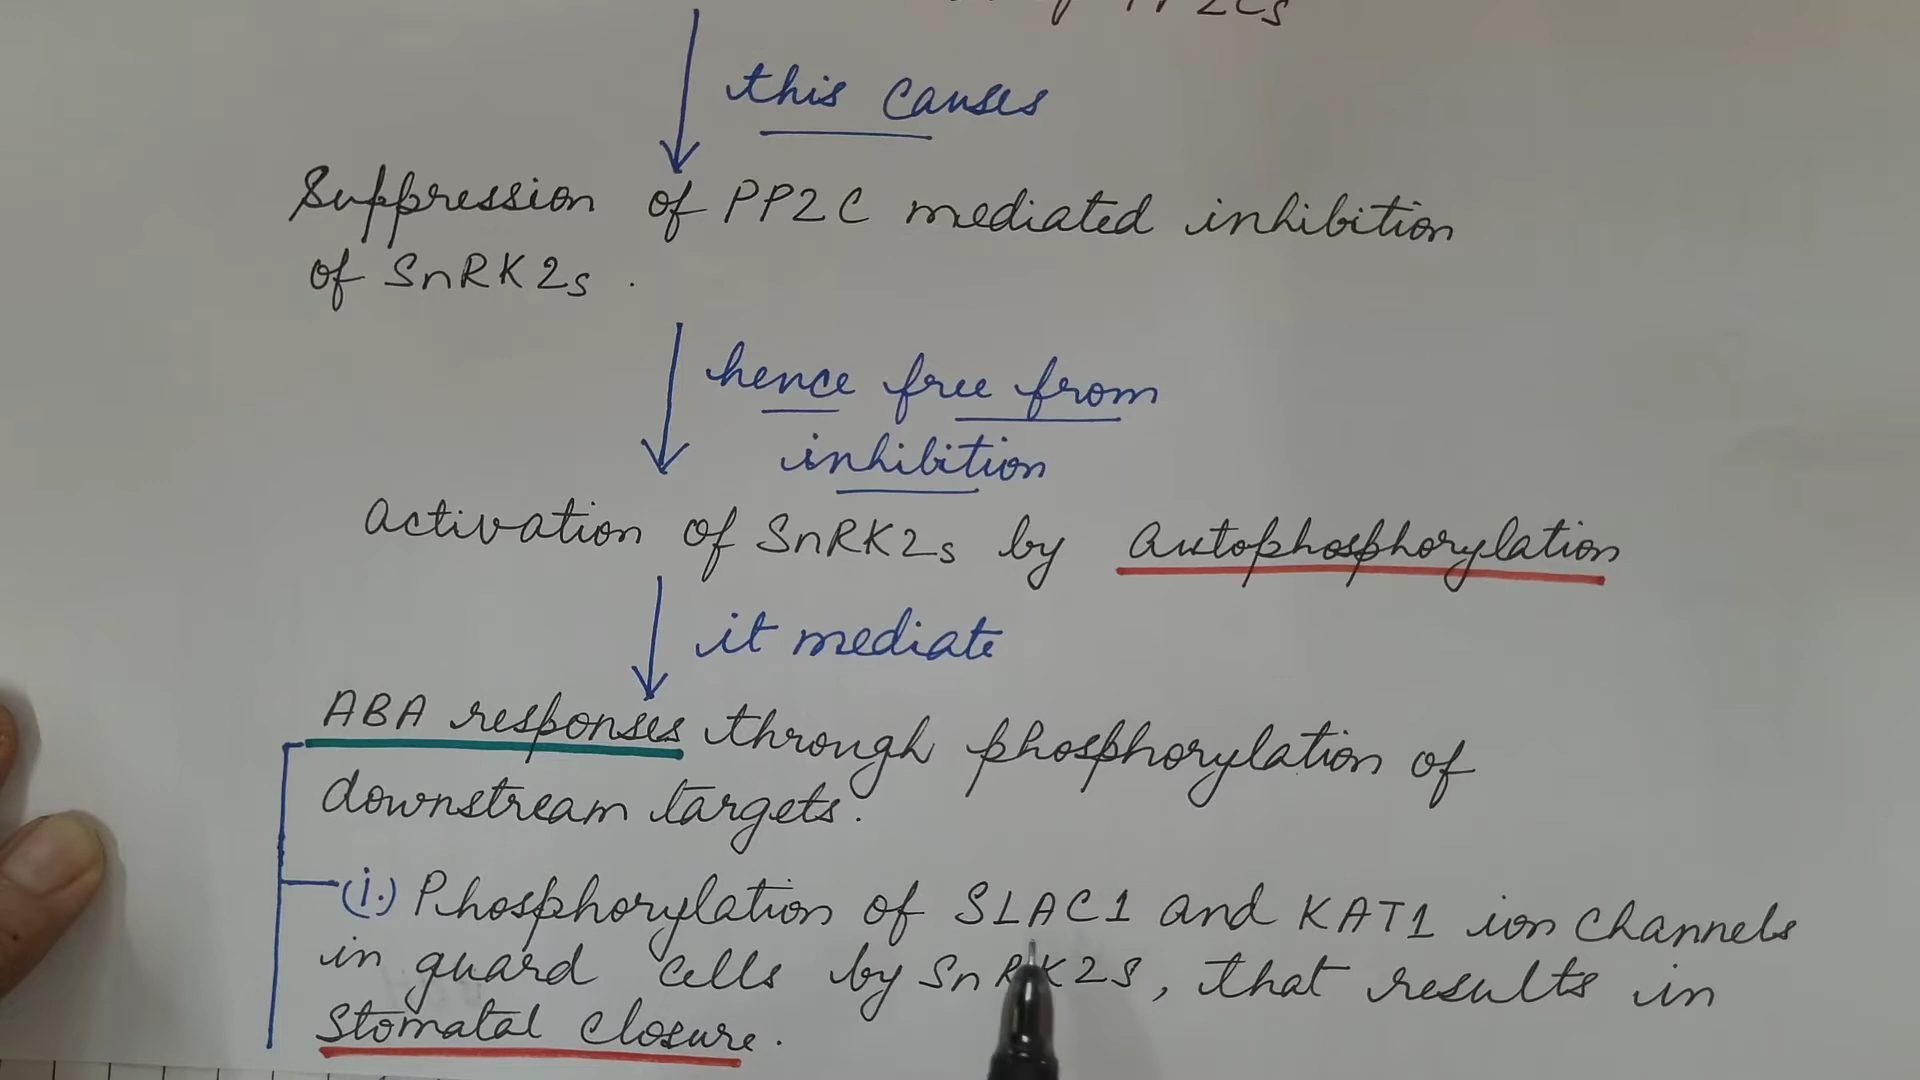 PP2Cs
this causes
Suppression of PP2C mediated inhibition
of SnRK2s.
hence free from
inhibition
activation of SnRK2s by autophosphorylation
it mediate
ABA responses through phosphorylation of
downstream targets.
(i.) Phosphorylation of SLAC1 and KAT1 ion channels
in guard cells by SnRK2s, that results in
stomatal closure.